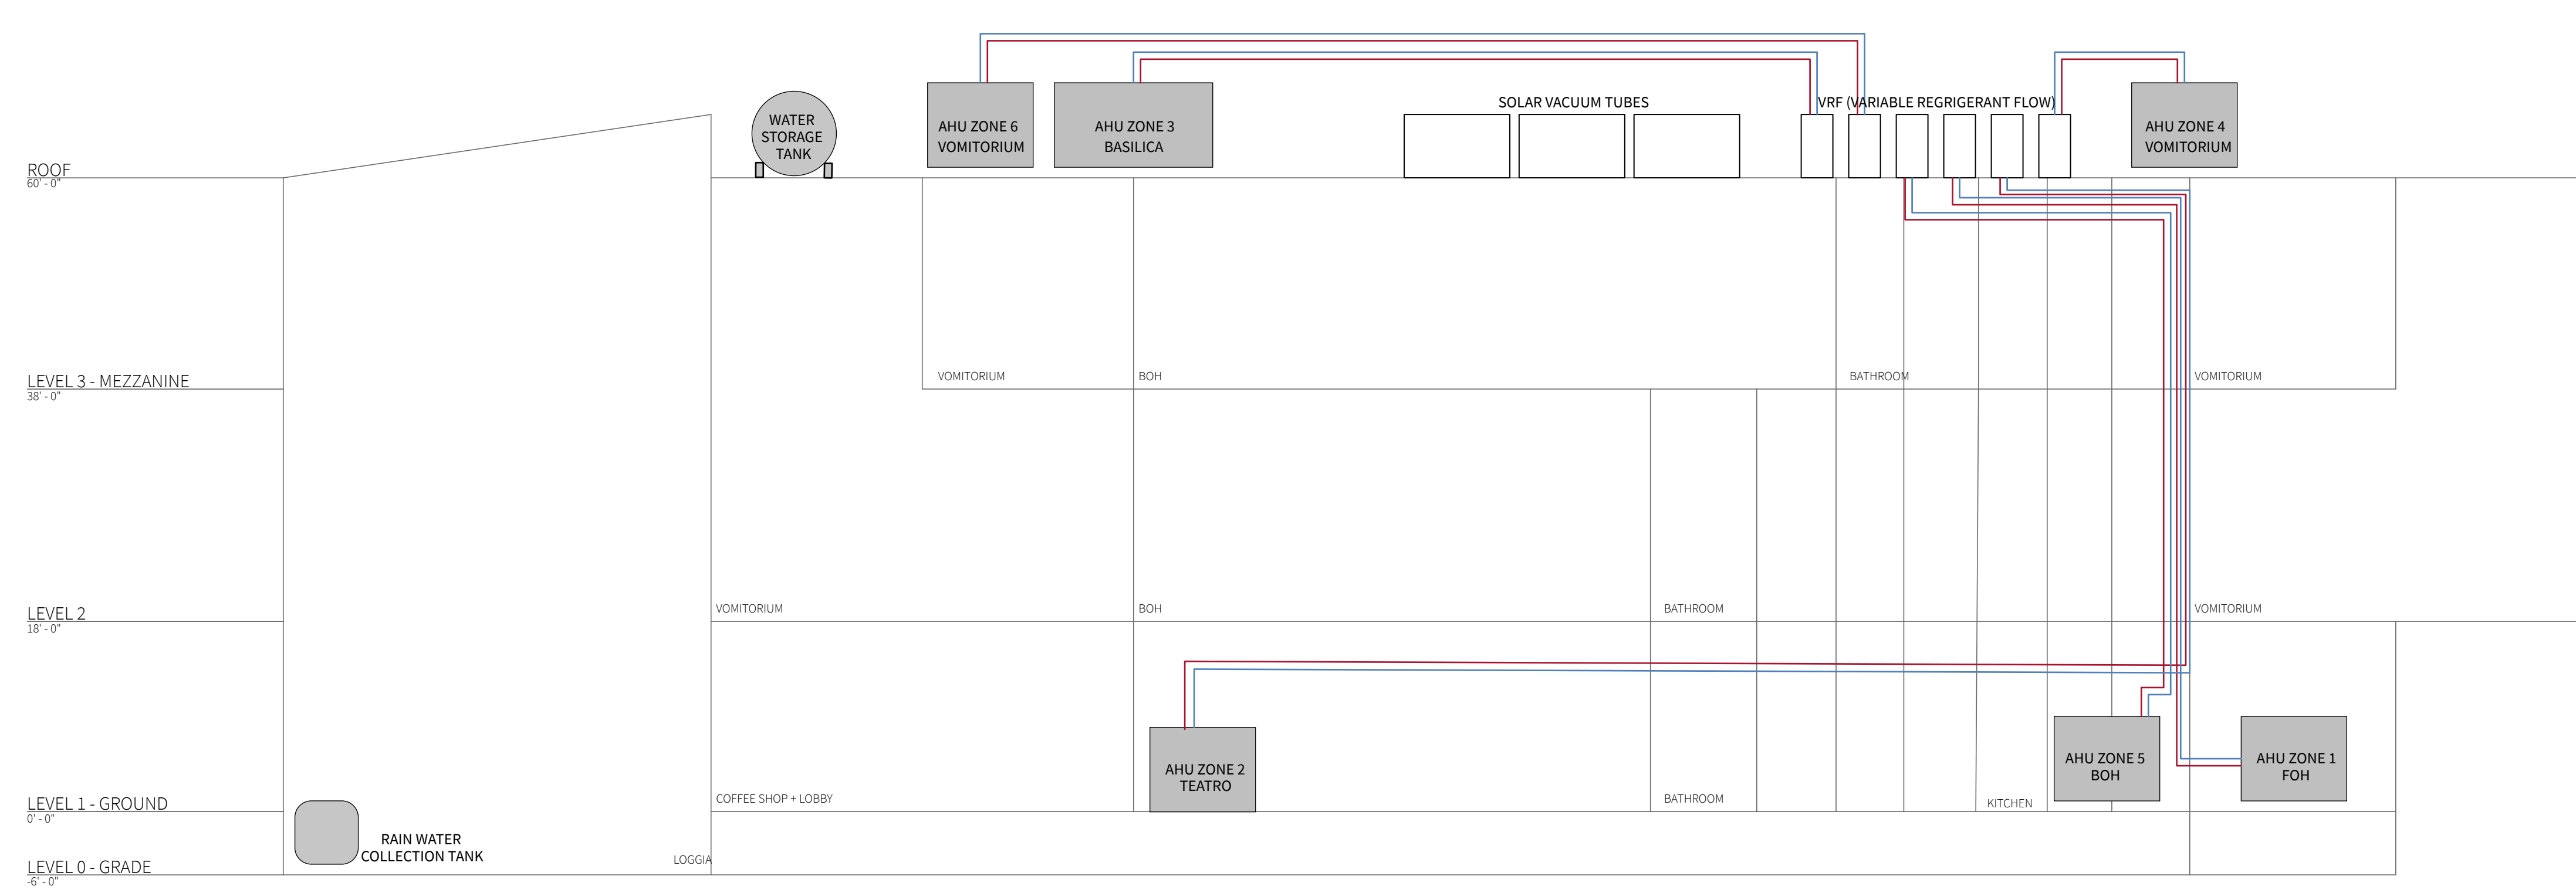 SOLAR VACUUM TUBES
VRF (VARIABLE REGRIGERANT FLOW)
WATER
STORAGE
TANK
AHU ZONE 6
VOMITORIUM
AHU ZONE 3
BASILICA
AHU ZONE 4
VOMITORIUM
ROOF
60' - 0"
VOMITORIUM
BOH
BATHROOM
VOMITORIUM
LEVEL 3 - MEZZANINE
38' - 0"
VOMITORIUM
BOH
BATHROOM
VOMITORIUM
LEVEL 2
18' - 0"
AHU ZONE 2
TEATRO
AHU ZONE 5
BOH
AHU ZONE 1
FOH
COFFEE SHOP + LOBBY
BATHROOM
KITCHEN
LEVEL 1 - GROUND
0' - 0"
RAIN WATER
COLLECTION TANK
LOGGIA
LEVEL 0 - GRADE
-6' - 0"